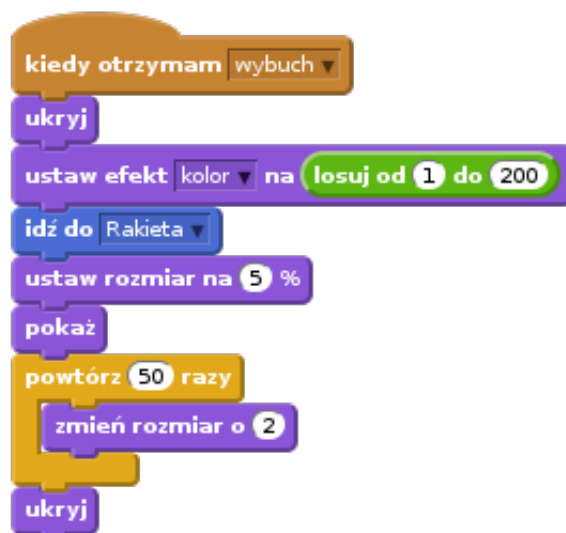 kiedy otrzymam wybuch
ukryj
ustaw efekt kolor na losuj od 1 do 200
idź do Rakieta
ustaw rozmiar na 5 %
pokaż
powtórz 50 razy
zmień rozmiar o 2
ukryj